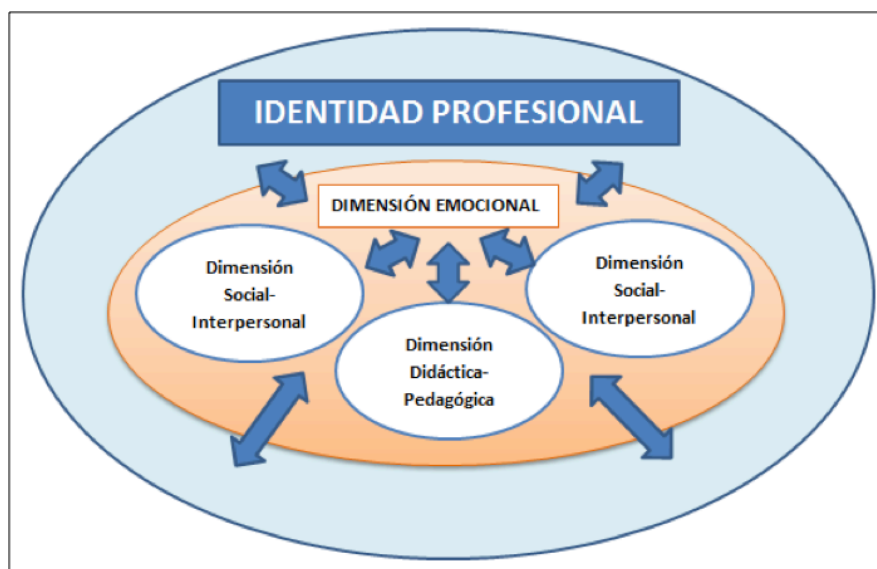 IDENTIDAD PROFESIONAL
DIMENSIÓN EMOCIONAL
Dimensión
Social-
Interpersonal
Dimensión
Didáctica-
Pedagógica
Dimensión
Social-
Interpersonal